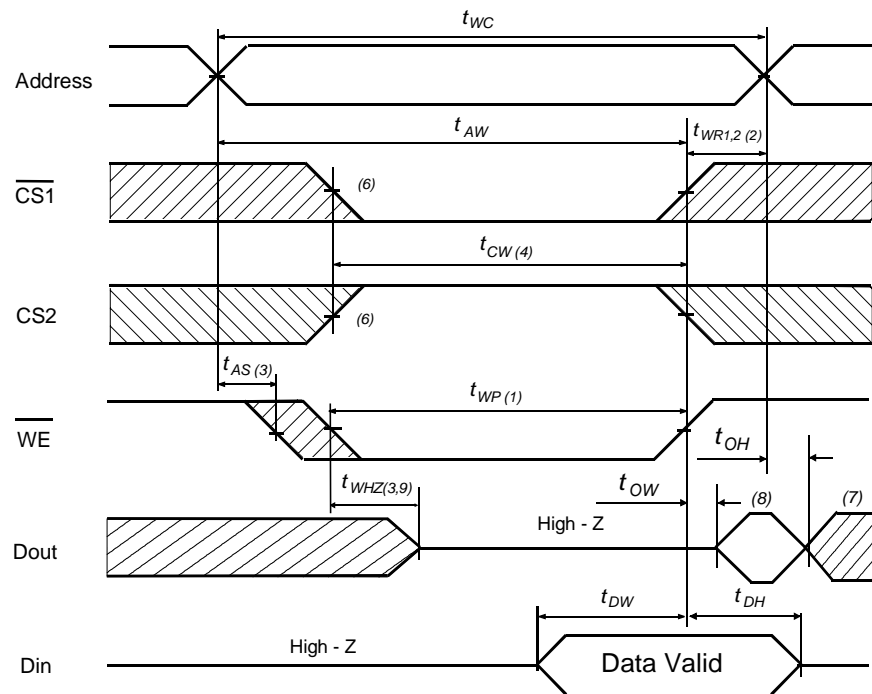 tWC
Address
tAW
tWR1,2 (2)
CS1
(6)
tCW (4)
CS2
(6)
tAS (3)
tWP (1)
WE
tOH
tWHZ(3,9)
tOW
(8)
(7)
High - Z
Dout
tDW
tDH
High - Z
Data Valid
Din